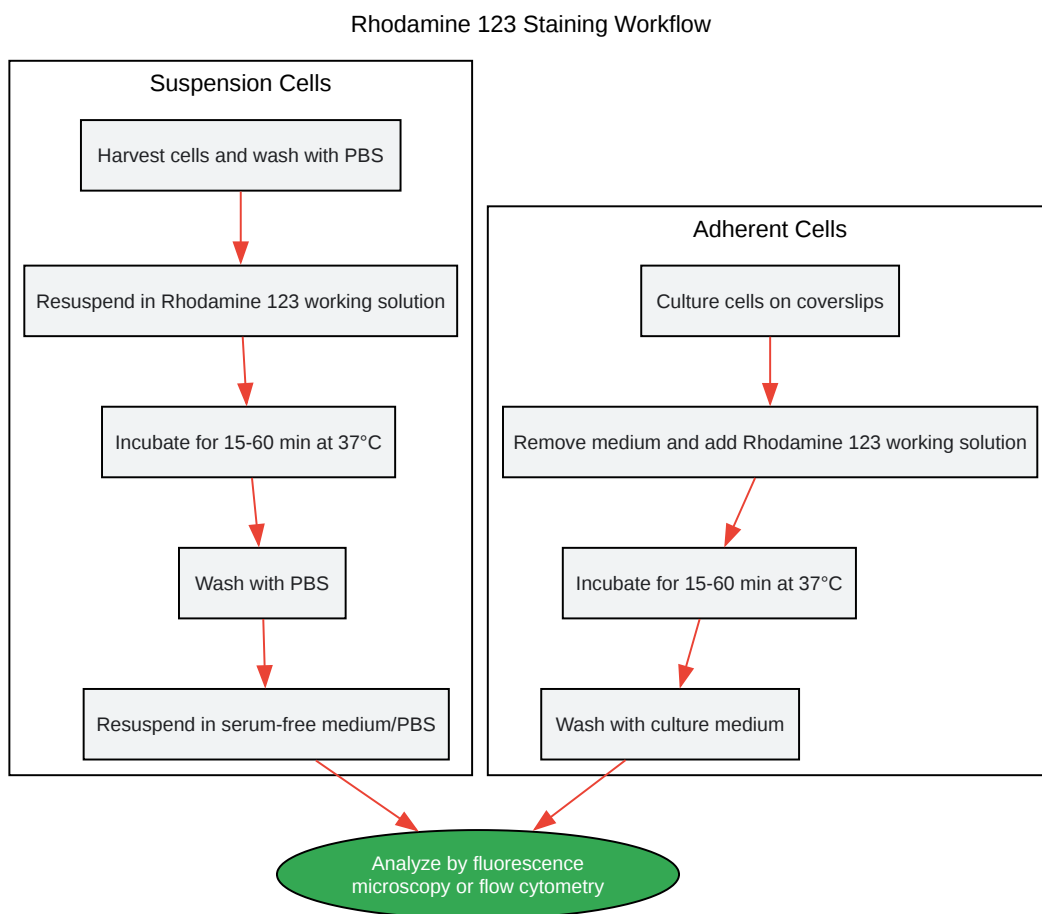 Rhodamine 123 Staining Workflow
Suspension Cells
Harvest cells and wash with PBS
Resuspend in Rhodamine 123 working solution
Incubate for 15-60 min at 37°C
Wash with PBS
Resuspend in serum-free medium/PBS
Adherent Cells
Culture cells on coverslips
Remove medium and add Rhodamine 123 working solution
Incubate for 15-60 min at 37°C
Wash with culture medium
Analyze by fluorescence
microscopy or flow cytometry